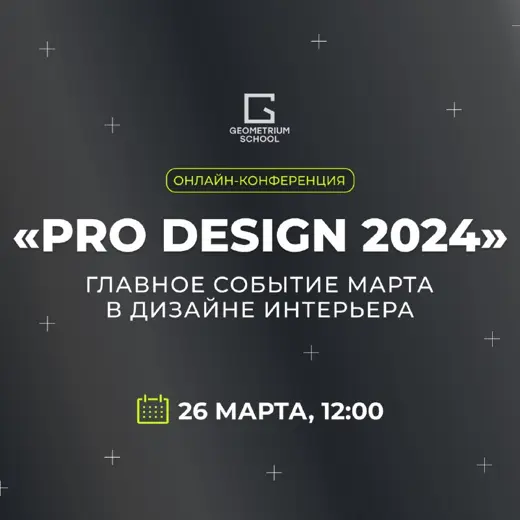 GEOMETRIUM
SCHOOL
ОНЛАЙН-КОНФЕРЕНЦИЯ
«PRO DESIGN 2024»
ГЛАВНОЕ СОБЫТИЕ МАРТА
В ДИЗАЙНЕ ИНТЕРЬЕРА
26 МАРТА, 12:00